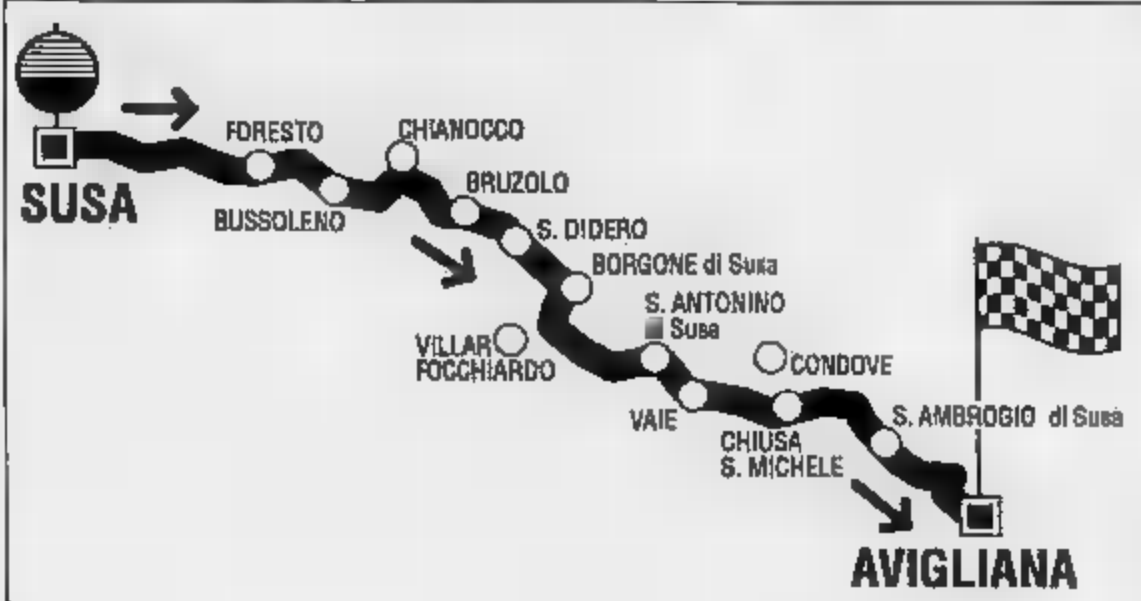 SUSA
FORESTO
BUSSOLENO
CHIANOCCO
BRUZOLO
S. DIDERO
BORGONE di Susa
VILLAR
FOCCHIARDO
S. ANTONINO
Susa
VAIE
CONDOVE
CHIUSA
S. MICHELE
S. AMBROGIO di Susa
AVIGLIANA